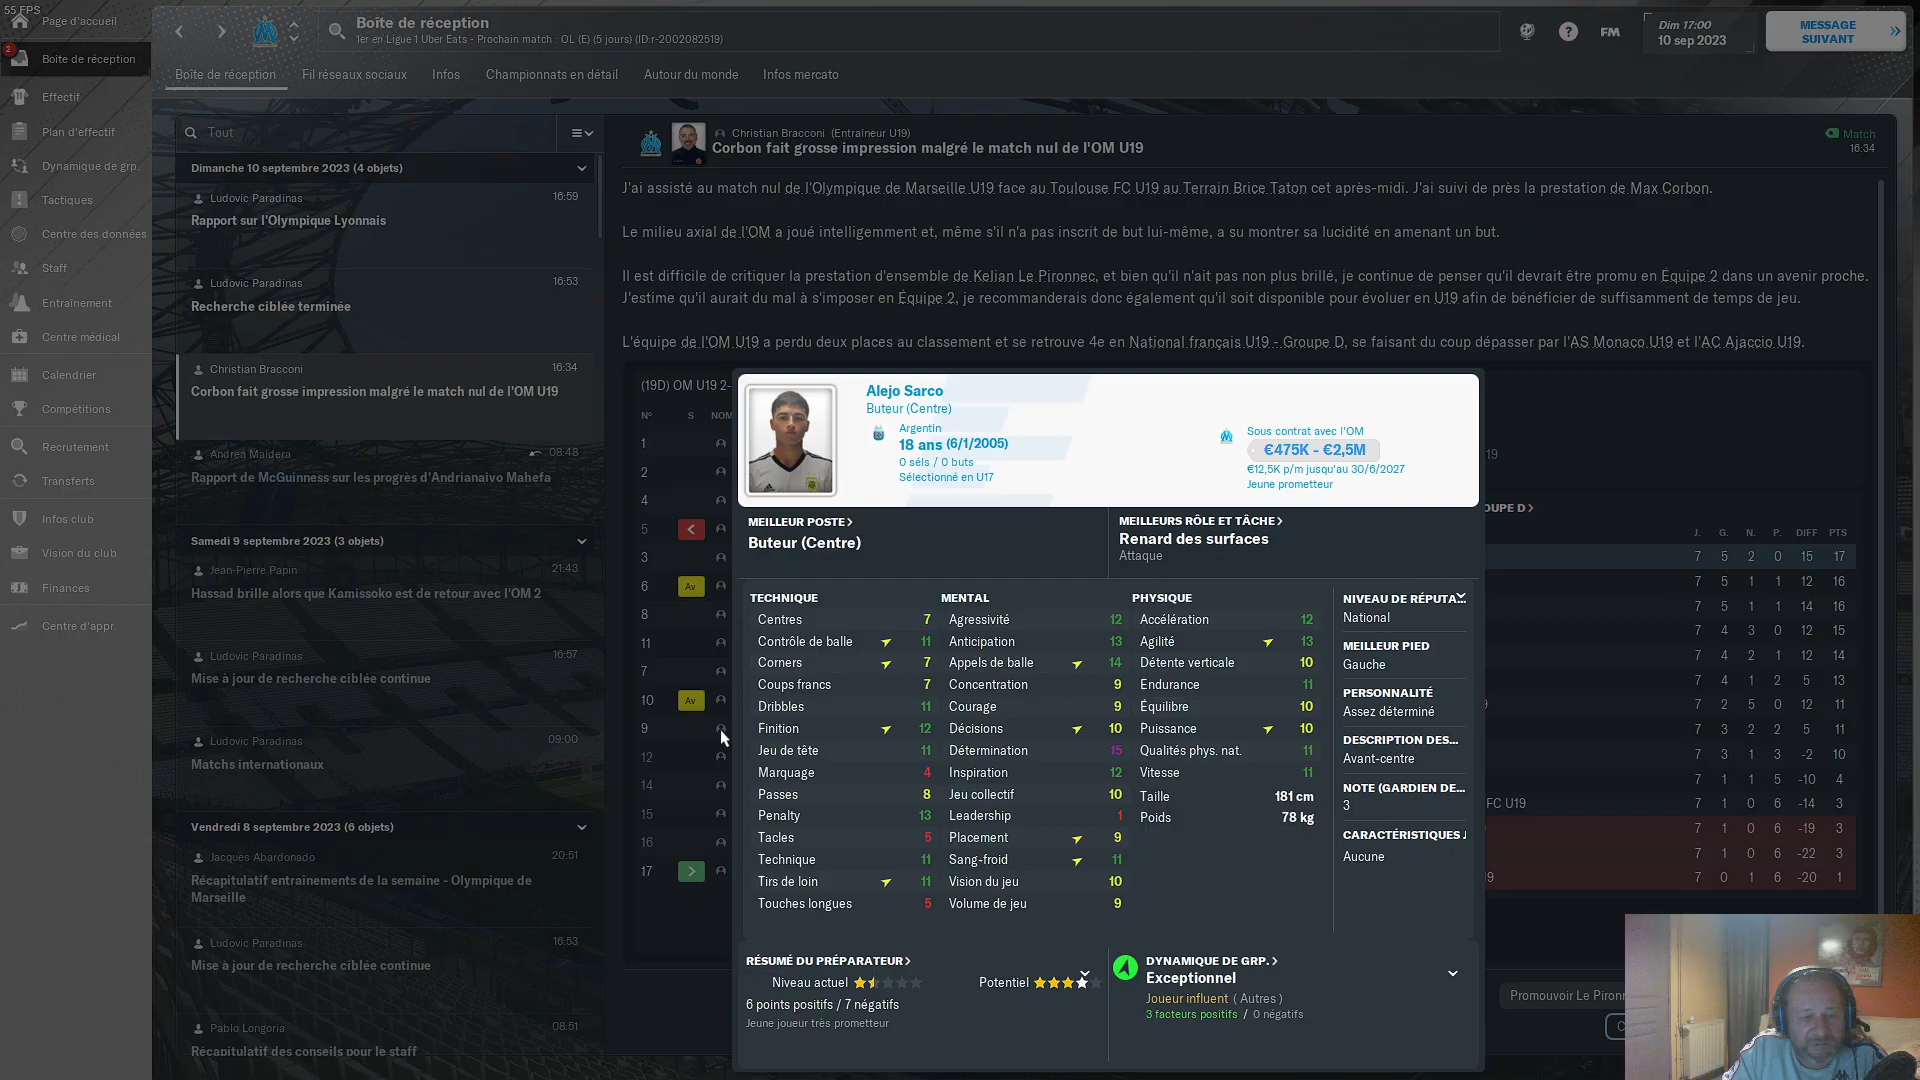 55 FPS
Page d'accueil
2
Boîte de réception
Effectif
Plan d'effectif
Dynamique de grp.
Tactiques
Centre des données
Staff
Entraînement
Centre médical
Calendrier
Compétitions
Recrutement
Transferts
Infos club
Vision du club
Finances
Centre d'appr.
Boîte de réception
1er en Ligue 1 Uber Eats - Prochain match : OL (E) (5 jours) (ID:r-2002082519)
FM
Dim 17:00
10 sep 2023
MESSAGE SUIVANT
Boîte de réception
Fil réseaux sociaux
Infos
Championnats en détail
Autour du monde
Infos mercato
Tout
Dimanche 10 septembre 2023 (4 objets)
Ludovic Paradinas 16:59
Rapport sur l'Olympique Lyonnais
Ludovic Paradinas 16:53
Recherche ciblée terminée
Christian Bracconi 16:34
Corbon fait grosse impression malgré le match nul de l'OM U19
Andrea Maldera 08:48
Rapport de McGuinness sur les progrès d'Andrianaivo Mahefa
Samedi 9 septembre 2023 (3 objets)
Jean-Pierre Papin 21:43
Hassad brille alors que Kamissoko est de retour avec l'OM 2
Ludovic Paradinas 16:57
Mise à jour de recherche ciblée continue
Ludovic Paradinas 09:00
Matchs internationaux
Vendredi 8 septembre 2023 (6 objets)
Jacques Abardonado 20:51
Récapitulatif entrainements de la semaine - Olympique de
Marseille
Ludovic Paradinas 16:53
Mise à jour de recherche ciblée continue
Pablo Longoria 08:51
Récapitulatif des conseils pour le staff
Christian Bracconi (Entraîneur U19)
Corbon fait grosse impression malgré le match nul de l'OM U19
Match
16:34
J'ai assisté au match nul de l'Olympique de Marseille U19 face au Toulouse FC U19 au Terrain Brice Taton cet après-midi. J'ai suivi de près la prestation de Max Corbon.
Le milieu axial de l'OM a joué intelligemment et, même s'il n'a pas inscrit de but lui-même, a su montrer sa lucidité en amenant un but.
Il est difficile de critiquer la prestation d'ensemble de Kelian Le Pironnec, et bien qu'il n'ait pas non plus brillé, je continue de penser qu'il devrait être promu en Équipe 2 dans un avenir proche.
J'estime qu'il aurait du mal à s'imposer en Équipe 2, je recommanderais donc également qu'il soit disponible pour évoluer en U19 afin de bénéficier de suffisamment de temps de jeu.
L'équipe de l'OM U19 a perdu deux places au classement et se retrouve 4e en National français U19 - Groupe D, se faisant du coup dépasser par l'AS Monaco U19 et l'AC Ajaccio U19.
(19D) OM U19 2-
N° S NOM
1
2
4
5
3
6 Av
8
11
7
10 Av
9
12
14
15
16
17
Alejo Sarco
Buteur (Centre)
Argentin
18 ans (6/1/2005)
0 séls / 0 buts
Sélectionné en U17
Sous contrat avec l'OM
€475K - €2,5M
€12,5K p/m jusqu'au 30/6/2027
Jeune prometteur
MEILLEUR POSTE
Buteur (Centre)
MEILLEURS RÔLE ET TÂCHE
Renard des surfaces
Attaque
TECHNIQUE
Centres 7
Contrôle de balle 11
Corners 7
Coups francs 7
Dribbles 11
Finition 12
Jeu de tête 11
Marquage 4
Passes 8
Penalty 13
Tacles 5
Technique 11
Tirs de loin 11
Touches longues 5
MENTAL
Agressivité 12
Anticipation 13
Appels de balle 14
Concentration 9
Courage 9
Décisions 10
Détermination 15
Inspiration 12
Jeu collectif 10
Leadership 1
Placement 9
Sang-froid 11
Vision du jeu 10
Volume de jeu 9
PHYSIQUE
Accélération 12
Agilité 13
Détente verticale 10
Endurance 11
Équilibre 10
Puissance 10
Qualités phys. nat. 11
Vitesse 11
Taille 181 cm
Poids 78 kg
NIVEAU DE RÉPUTA...
National
MEILLEUR PIED
Gauche
PERSONNALITÉ
Assez déterminé
DESCRIPTION DES...
Avant-centre
NOTE (GARDIEN DE...
3
CARACTÉRISTIQUES J
Aucune
RÉSUMÉ DU PRÉPARATEUR
Niveau actuel
Potentiel
6 points positifs / 7 négatifs
Jeune joueur très prometteur
DYNAMIQUE DE GRP.
Exceptionnel
Joueur influent ( Autres )
3 facteurs positifs / 0 négatifs
19
OUPE D
J. G. N. P. DIFF PTS
7 5 2 0 15 17
7 5 1 1 12 16
7 5 1 1 14 16
7 4 3 0 12 15
7 4 2 1 12 14
7 4 1 2 5 13
9 7 2 5 0 12 11
7 3 2 2 5 11
7 3 1 3 -2 10
7 1 1 5 -10 4
FC U19 7 1 0 6 -14 3
7 1 0 6 -19 3
7 1 0 6 -22 3
19 7 0 1 6 -20 1
Promouvoir Le Pironn
C